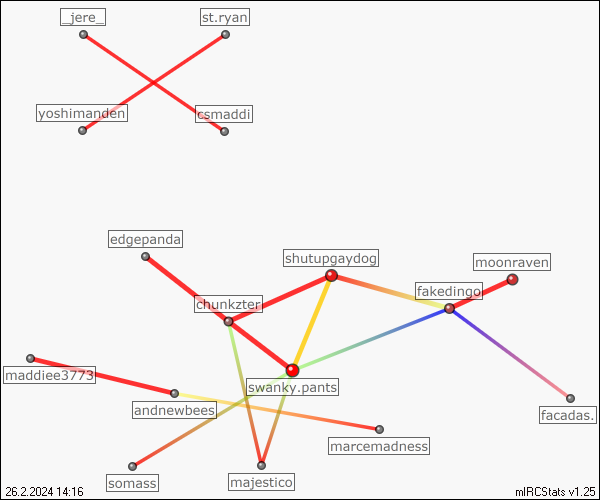 _jere_
st.ryan
yoshimanden
csmaddi
edgepanda
shutupgaydog
moonraven
fakedingo
chunkzter
maddiee3773
swanky.pants
andnewbees
facadas.
marcemadness
somass
majestico
26.2.2024 14:16
mIRCStats v1.25